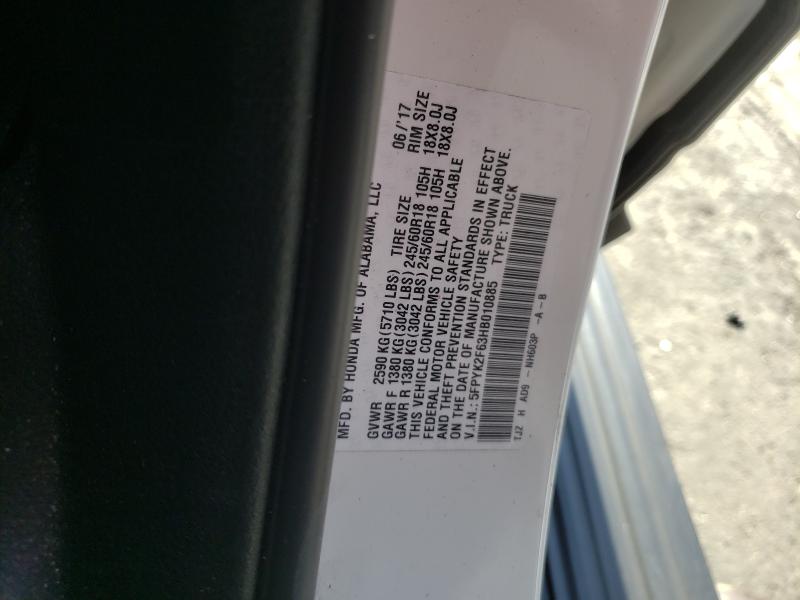 MFD. BY HONDA MFG. OF ALABAMA, LLC 06/'17
GVWR 2590 KG(5710 LBS) TIRE SIZE RIM SIZE
GAWR F 1380 KG(3042 LBS)245/60R18 105H 18X8.0J
GAWR R 1380 KG(3042 LBS)245/60R18 105H 18X8.0J
THIS VEHICLE CONFORMS TO ALL APPLICABLE
FEDERAL MOTOR VEHICLE SAFETY
AND THEFT PREVENTION STANDARDS IN EFFECT
ON THE DATE OF MANUFACTURE SHOWN ABOVE.
V.I.N.: 5FPYK2F63HB010885 TYPE: TRUCK
TJZ H AD9 - NH603P -A - B